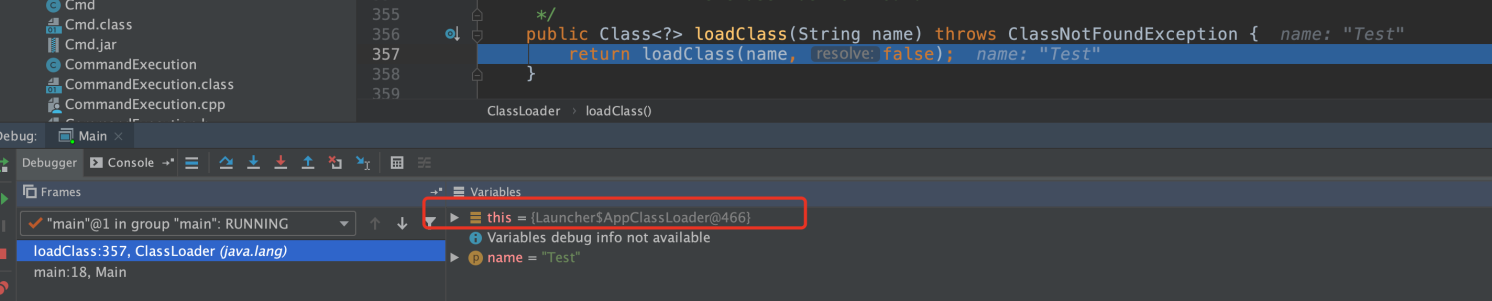 Cmd
Cmd.class
Cmd.jar
CommandExecution
CommandExecution.class
CommandExecution.cpp
355 */
356 public Class<?> loadClass(String name) throws ClassNotFoundException { name: "Test"
357 return loadClass(name, resolve: false); name: "Test"
358 }
359
ClassLoader › loadClass()
Debug: Main ×
Debugger Console
Frames
Variables
"main"@1 in group "main": RUNNING
this = {Launcher$AppClassLoader@466}
loadClass:357, ClassLoader (java.lang)
Variables debug info not available
main:18, Main
name = "Test"